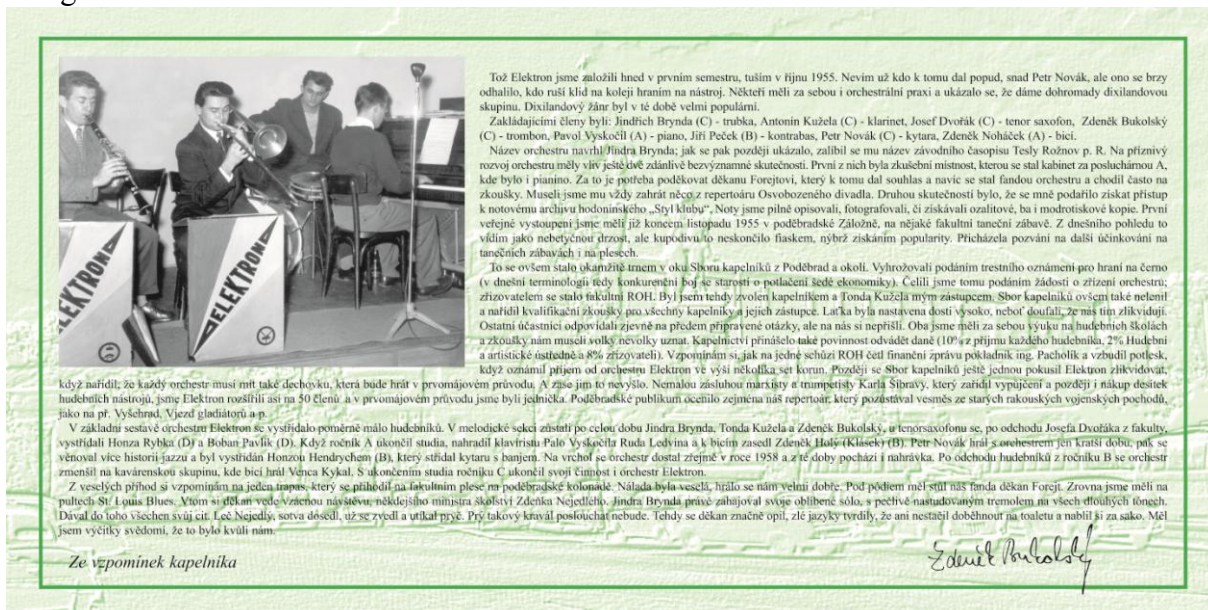 ELEKTRON
ELEKTRON
Tož Elektron jsme založili hned v prvním semestru, tuším v říjnu 1955. Nevím už kdo k tomu dal popud, snad Petr Novák, ale ono se brzy
odhalilo, kdo ruší klid na koleji hraním na nástroj. Někteří měli za sebou i orchestrální praxi a ukázalo se, že dáme dohromady dixilandovou
skupinu. Dixilandový žánr byl v té době velmi populární.
Zakládajícími členy byli: Jindřich Brynda (C) - trubka, Antonín Kužela (C) - klarinet, Josef Dvořák (C) - tenor saxofon, Zdeněk Bukolský
(C) - trombon, Pavol Vyskočil (A) - piano, Jiří Peček (B) - kontrabas, Petr Novák (C) - kytara, Zdeněk Noháček (A) - bicí.
Název orchestru navrhl Jindra Brynda; jak se pak později ukázalo, zalíbil se mu název závodního časopisu Tesly Rožnov p. R. Na příznivý
rozvoj orchestru měly vliv ještě dvě zdánlivě bezvýznamné skutečnosti. První z nich byla zkušební místnost, kterou se stal kabinet za posluchárnou A,
kde bylo i pianino. Za to je potřeba poděkovat děkanu Forejtovi, který k tomu dal souhlas a navíc se stal fandou orchestru a chodil často na
zkoušky. Museli jsme mu vždy zahrát něco z repertoáru Osvobozeného divadla. Druhou skutečností bylo, že se mně podařilo získat přístup
k notovému archivu hodonínského „Styl klubu“, Noty jsme pilně opisovali, fotografovali, či získávali ozalitové, ba i modrotiskové kopie. První
veřejné vystoupení jsme měli již koncem listopadu 1955 v poděbradské Záložně, na nějaké fakultní taneční zábavě. Z dnešního pohledu to
vidím jako nebetyčnou drzost, ale kupodivu to neskončilo fiaskem, nýbrž získáním popularity. Přicházela pozvání na další účinkování na
tanečních zábavách i na plesech.
To se ovšem stalo okamžitě trnem v oku Sboru kapelníků z Poděbrad a okolí. Vyhrožovali podáním trestního oznámení pro hraní na černo
(v dnešní terminologii tedy konkurenční boj se starostí o potlačení šedé ekonomiky). Čelili jsme tomu podáním žádosti o zřízení orchestru;
zřizovatelem se stalo fakultní ROH. Byl jsem tehdy zvolen kapelníkem a Tonda Kužela mým zástupcem. Sbor kapelníků ovšem také nelenil
a nařídil kvalifikační zkoušky pro všechny kapelníky a jejich zástupce. Laťka byla nastavena dosti vysoko, neboť doufali, že nás tím zlikvidují.
Ostatní účastníci odpovídali zjevně na předem připravené otázky, ale na nás si nepřišli. Oba jsme měli za sebou výuku na hudebních školách
a zkoušky nám museli volky nevolky uznat. Kapelnictví přinášelo také povinnost odvádět daně (10% z příjmu každého hudebníka, 2% Hudební
a artistické ústředně a 8% zřizovateli). Vzpomínám si, jak na jedné schůzi ROH četl finanční zprávu pokladník ing. Pacholík a vzbudil potlesk,
když oznámil příjem od orchestru Elektron ve výši několika set korun. Později se Sbor kapelníků ještě jednou pokusil Elektron zlikvidovat,
když nařídil, že každý orchestr musí mít také dechovku, která bude hrát v prvomájovém průvodu. A zase jim to nevyšlo. Nemalou zásluhou marxisty a trumpetisty Karla Šibravy, který zařídil vypůjčení a později i nákup desítek
hudebních nástrojů, jsme Elektron rozšířili asi na 50 členů a v prvomájovém průvodu jsme byli jednička. Poděbradské publikum ocenilo zejména náš repertoár, který pozůstával vesměs ze starých rakouských vojenských pochodů,
jako na př. Vyšehrad, Vjezd gladiátorů a p.
V základní sestavě orchestru Elektron se vystřídalo poměrně málo hudebníků. V melodické sekci zůstali po celou dobu Jindra Brynda, Tonda Kužela a Zdeněk Bukolský, u tenorsaxofonu se, po odchodu Josefa Dvořáka z fakulty,
vystřídali Honza Rybka (D) a Boban Pavlik (D). Když ročník A ukončil studia, nahradil klavíristu Palo Vyskočila Ruda Ledvina a k bicím zasedl Zdeněk Holý (Klásek) (B). Petr Novák hrál s orchestrem jen kratší dobu, pak se
věnoval více historii jazzu a byl vystřídán Honzou Hendrychem (B), který střídal kytaru s banjem. Na vrchol se orchestr dostal zřejmě v roce 1958 a z té doby pochází i nahrávka. Po odchodu hudebníků z ročníku B se orchestr
zmenšil na kavárenskou skupinu, kde bicí hrál Venca Kykal. S ukončením studia ročníku C ukončil svoji činnost i orchestr Elektron.
Z veselých příhod si vzpomínám na jeden trapas, který se přihodil na fakultním plese na poděbradské kolonádě. Nálada byla veselá, hrálo se nám velmi dobře. Pod pódiem měl stůl náš fanda děkan Forejt. Zrovna jsme měli na
pultech St. Louis Blues. Vtom si děkan vede vzácnou návštěvu, někdejšího ministra školství Zdeňka Nejedlého. Jindra Brynda právě zahajoval svoje oblíbené sólo, s pečlivě nastudovaným tremolem na všech dlouhých tónech.
Dával do toho všechen svůj cit. Leč Nejedlý, sotva dosedl, už se zvedl a utíkal pryč. Prý takový kravál poslouchat nebude. Tehdy se děkan značně opil, zlé jazyky tvrdily, že ani nestačil doběhnout na toaletu a nablil si za sako. Měl
jsem výčitky svědomí, že to bylo kvůli nám.
Ze vzpomínek kapelníka
Zdeněk Bukolský